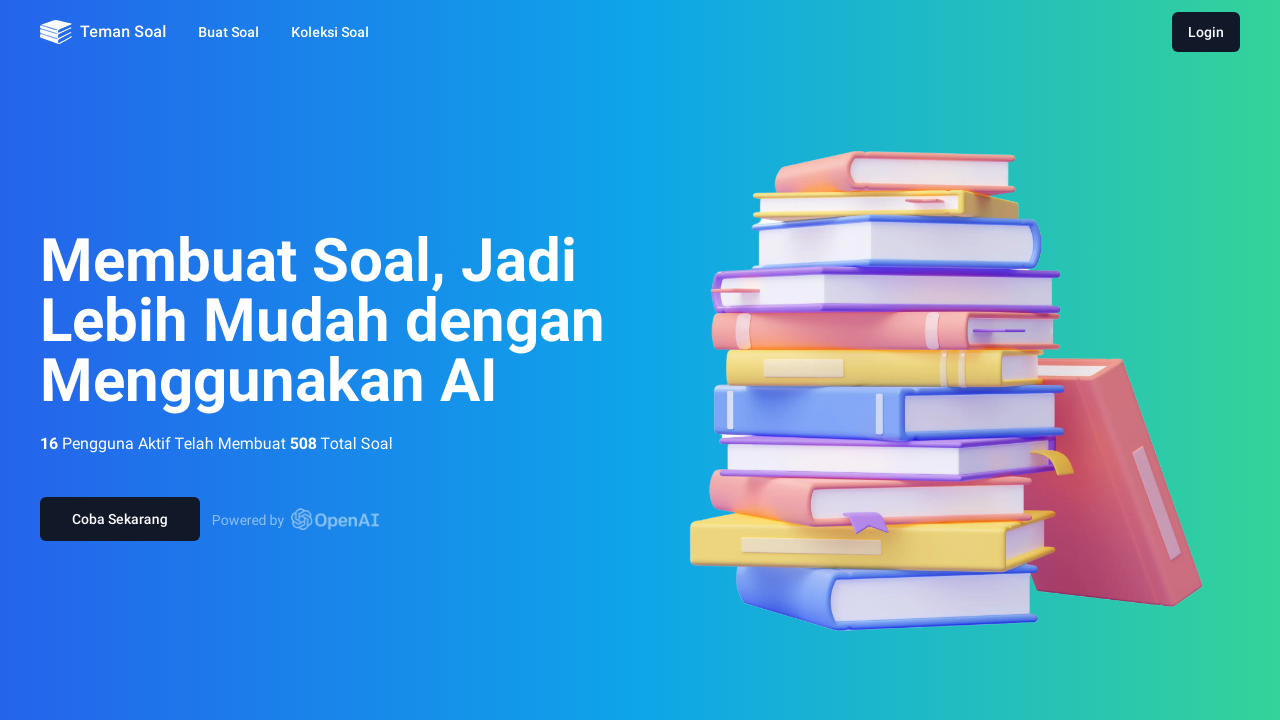 Teman Soal
Buat Soal
Koleksi Soal
Login
Membuat Soal, Jadi
Lebih Mudah dengan
Menggunakan AI
16 Pengguna Aktif Telah Membuat 508 Total Soal
Coba Sekarang
Powered by OpenAI